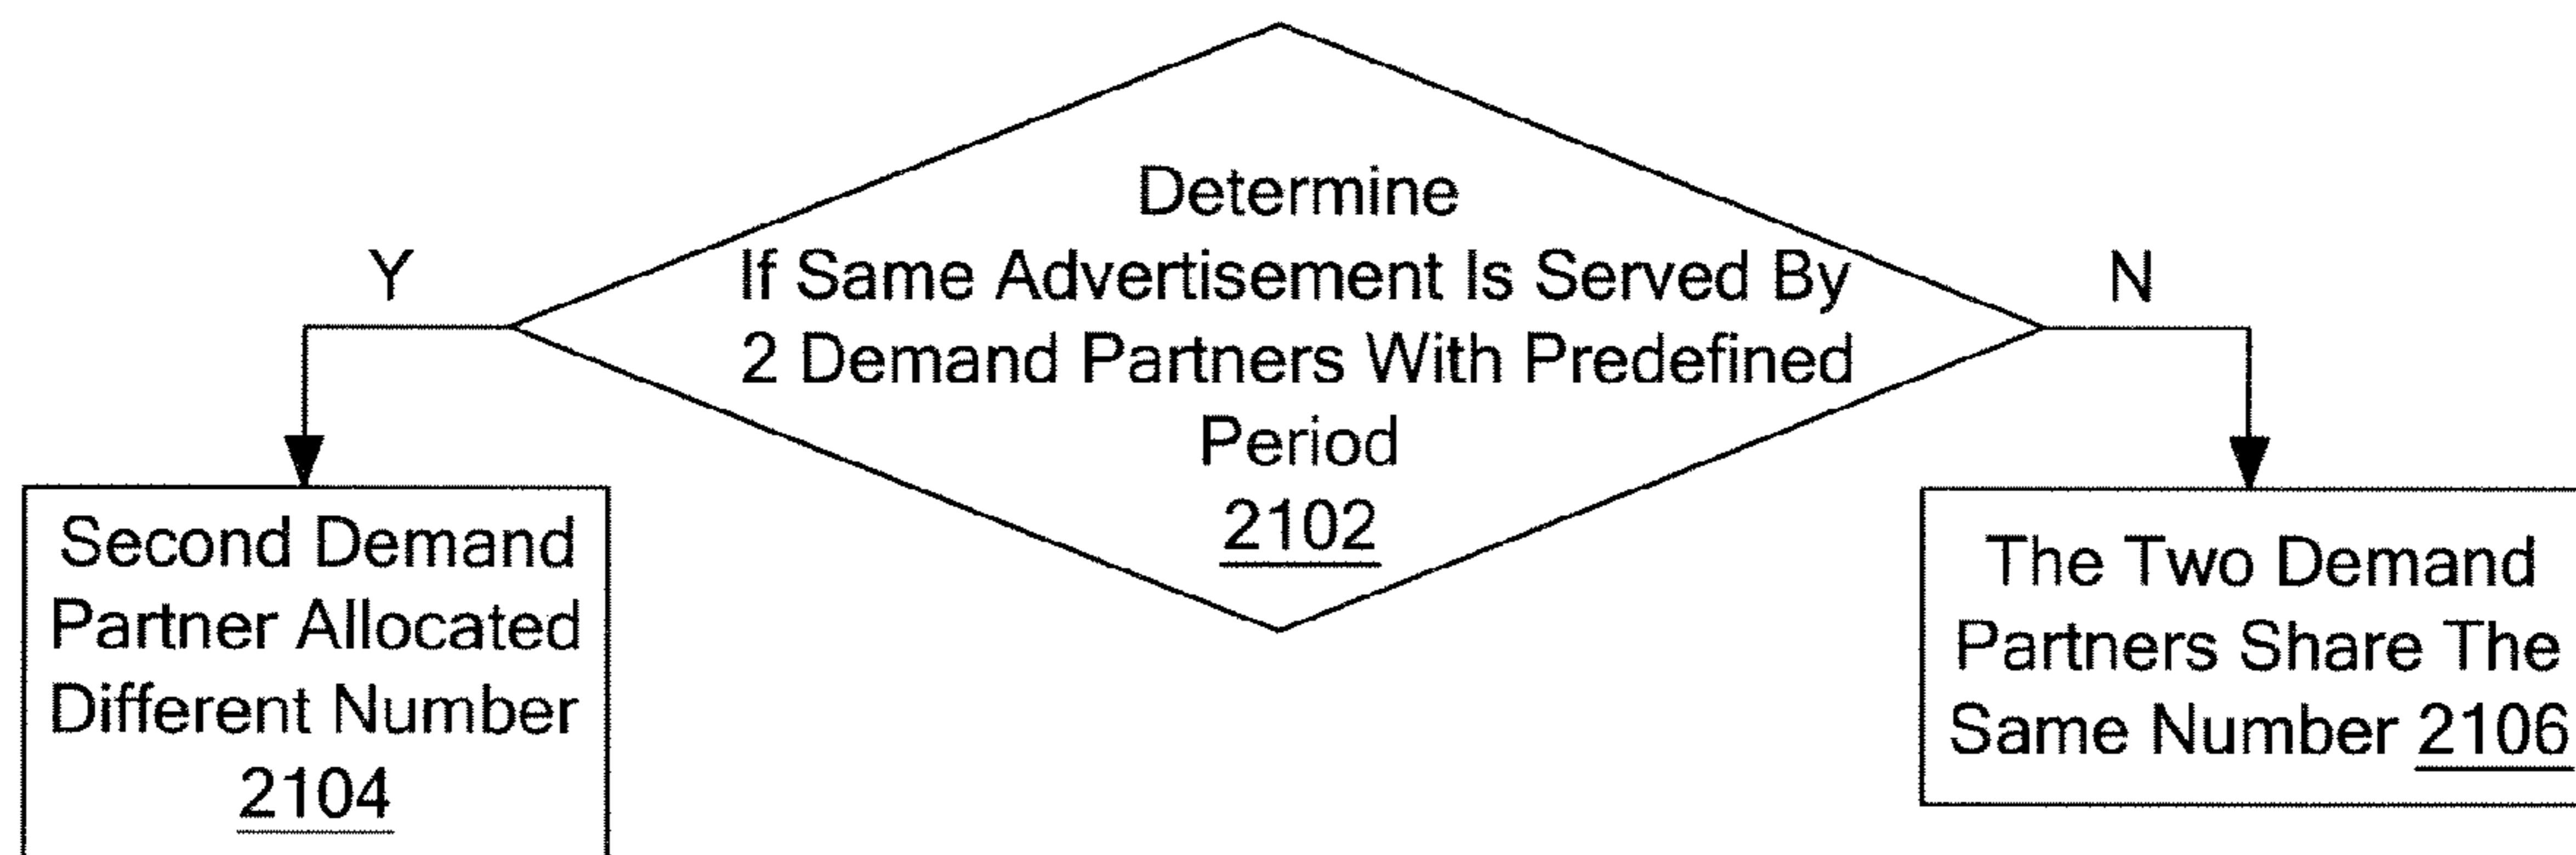 Determine
If Same Advertisement Is Served By
2 Demand Partners With Predefined
Period
2102
Y
N
Second Demand
Partner Allocated
Different Number
2104
The Two Demand
Partners Share The
Same Number 2106